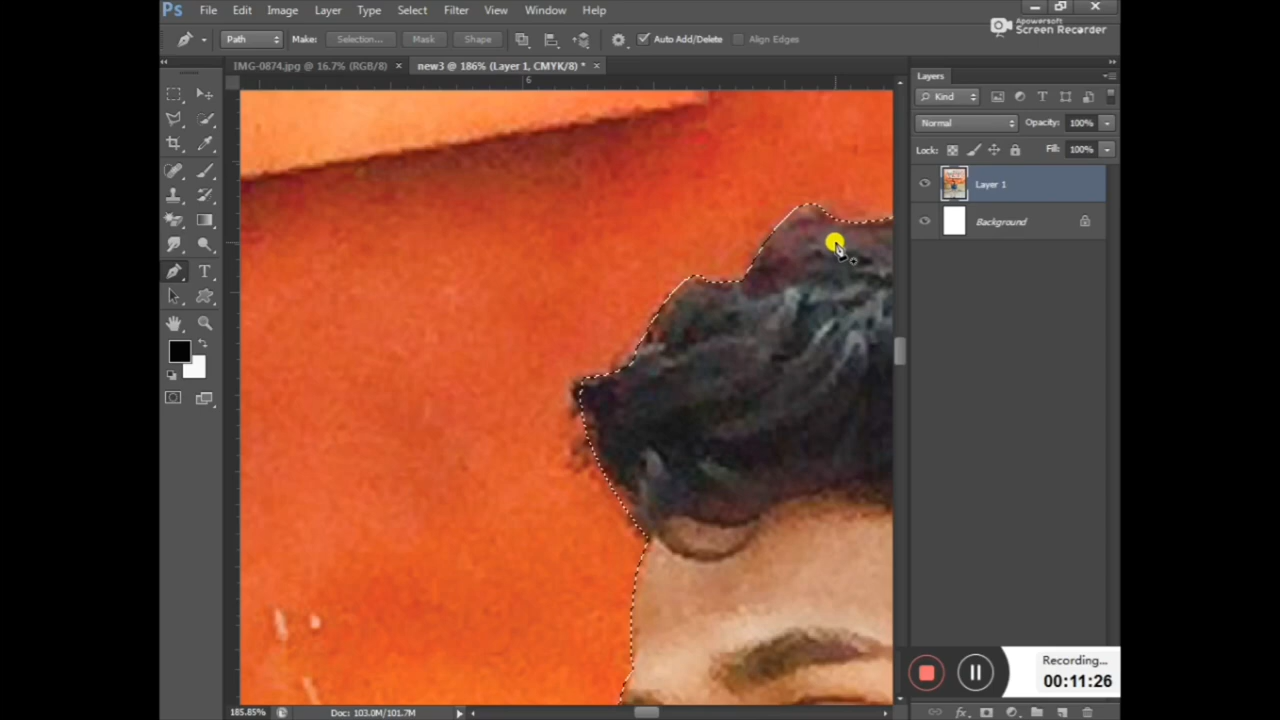 Ps File Edit Image Layer Type Select Filter View Window Help
Apowersoft
Screen Recorder
Path Make: Selection... Mask Shape Auto Add/Delete Align Edges
IMG-0874.jpg @ 16.7% (RGB/8) × new3 @ 186% (Layer 1, CMYK/8) * ×
Layers
6
Kind
Normal Opacity: 100%
Lock: Fill: 100%
Layer 1
Background
Recording...
00:11:26
185.85% Doc: 103.0M/101.7M